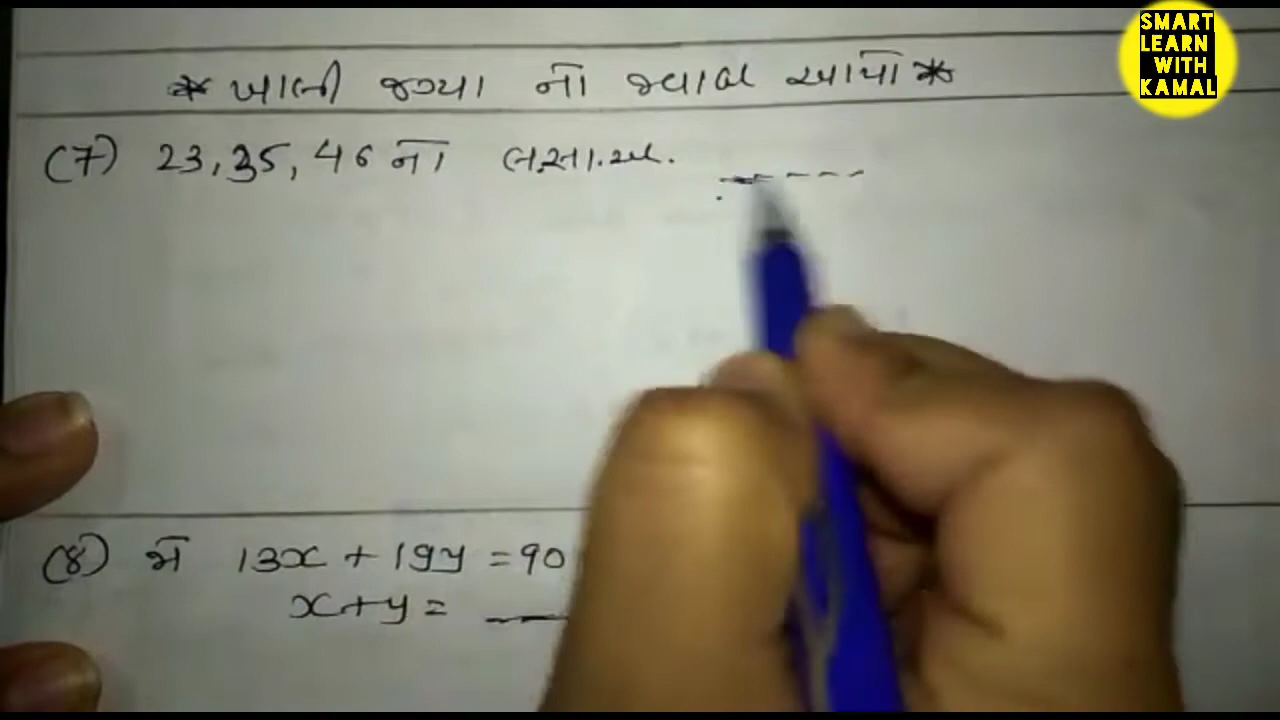 * ખાલી જગ્યા નો જવાબ આપો *
SMART
LEARN
WITH
KAMAL
(7) 23, 35, 46 નો લ.સા.અ.
(8) જો 13x + 19y = 90
x+y =